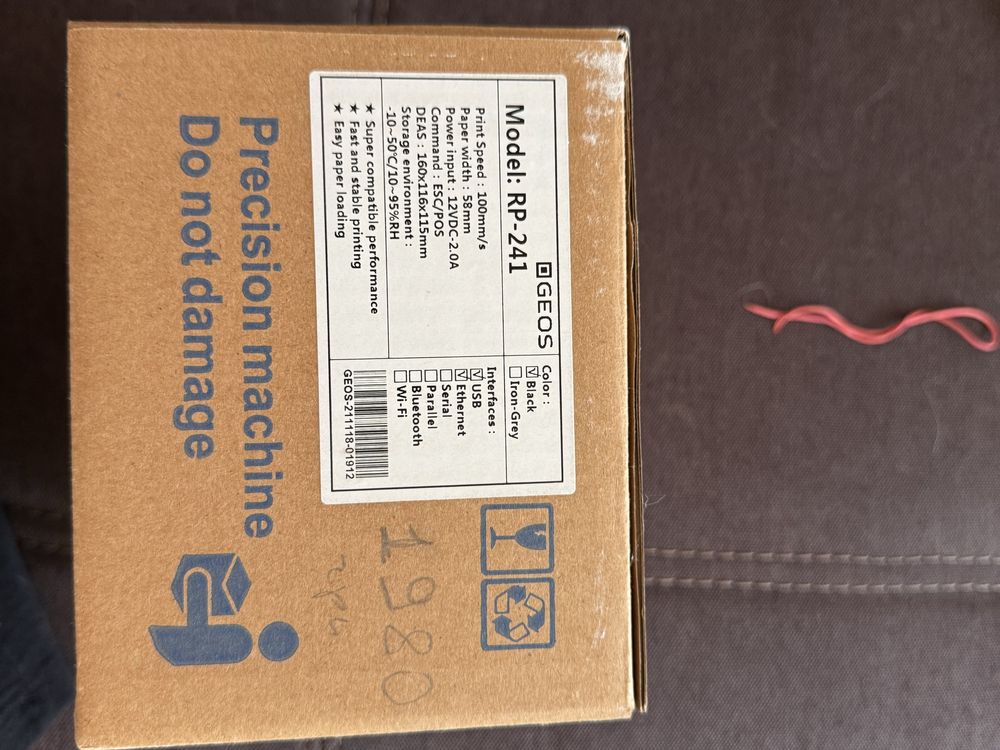 GEOS
Model: RP-241
Print Speed : 100mm/s
Paper width : 58mm
Power input : 12VDC-2.0A
Command : ESC/POS
DEAS : 160x116x115mm
Storage environment :
-10~50℃/10~95%RH
★ Super compatible performance
★ Fast and stable printing
★ Easy paper loading
Color :
☑Black
☐Iron-Grey
Interfaces :
☑USB
☑Ethernet
☐Serial
☐Parallel
☐Bluetooth
☐Wi-Fi
GEOS-211118-01912
1980
Precision machine
Do not damage